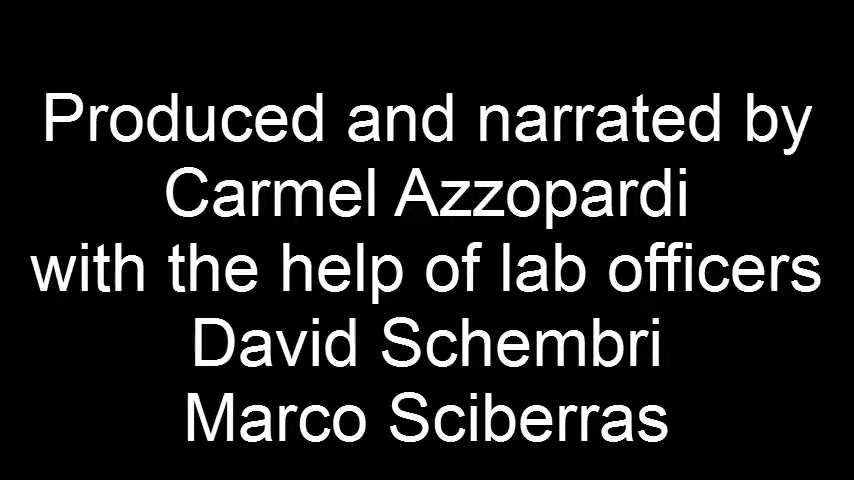 Produced and narrated by
Carmel Azzopardi
with the help of lab officers
David Schembri
Marco Sciberras